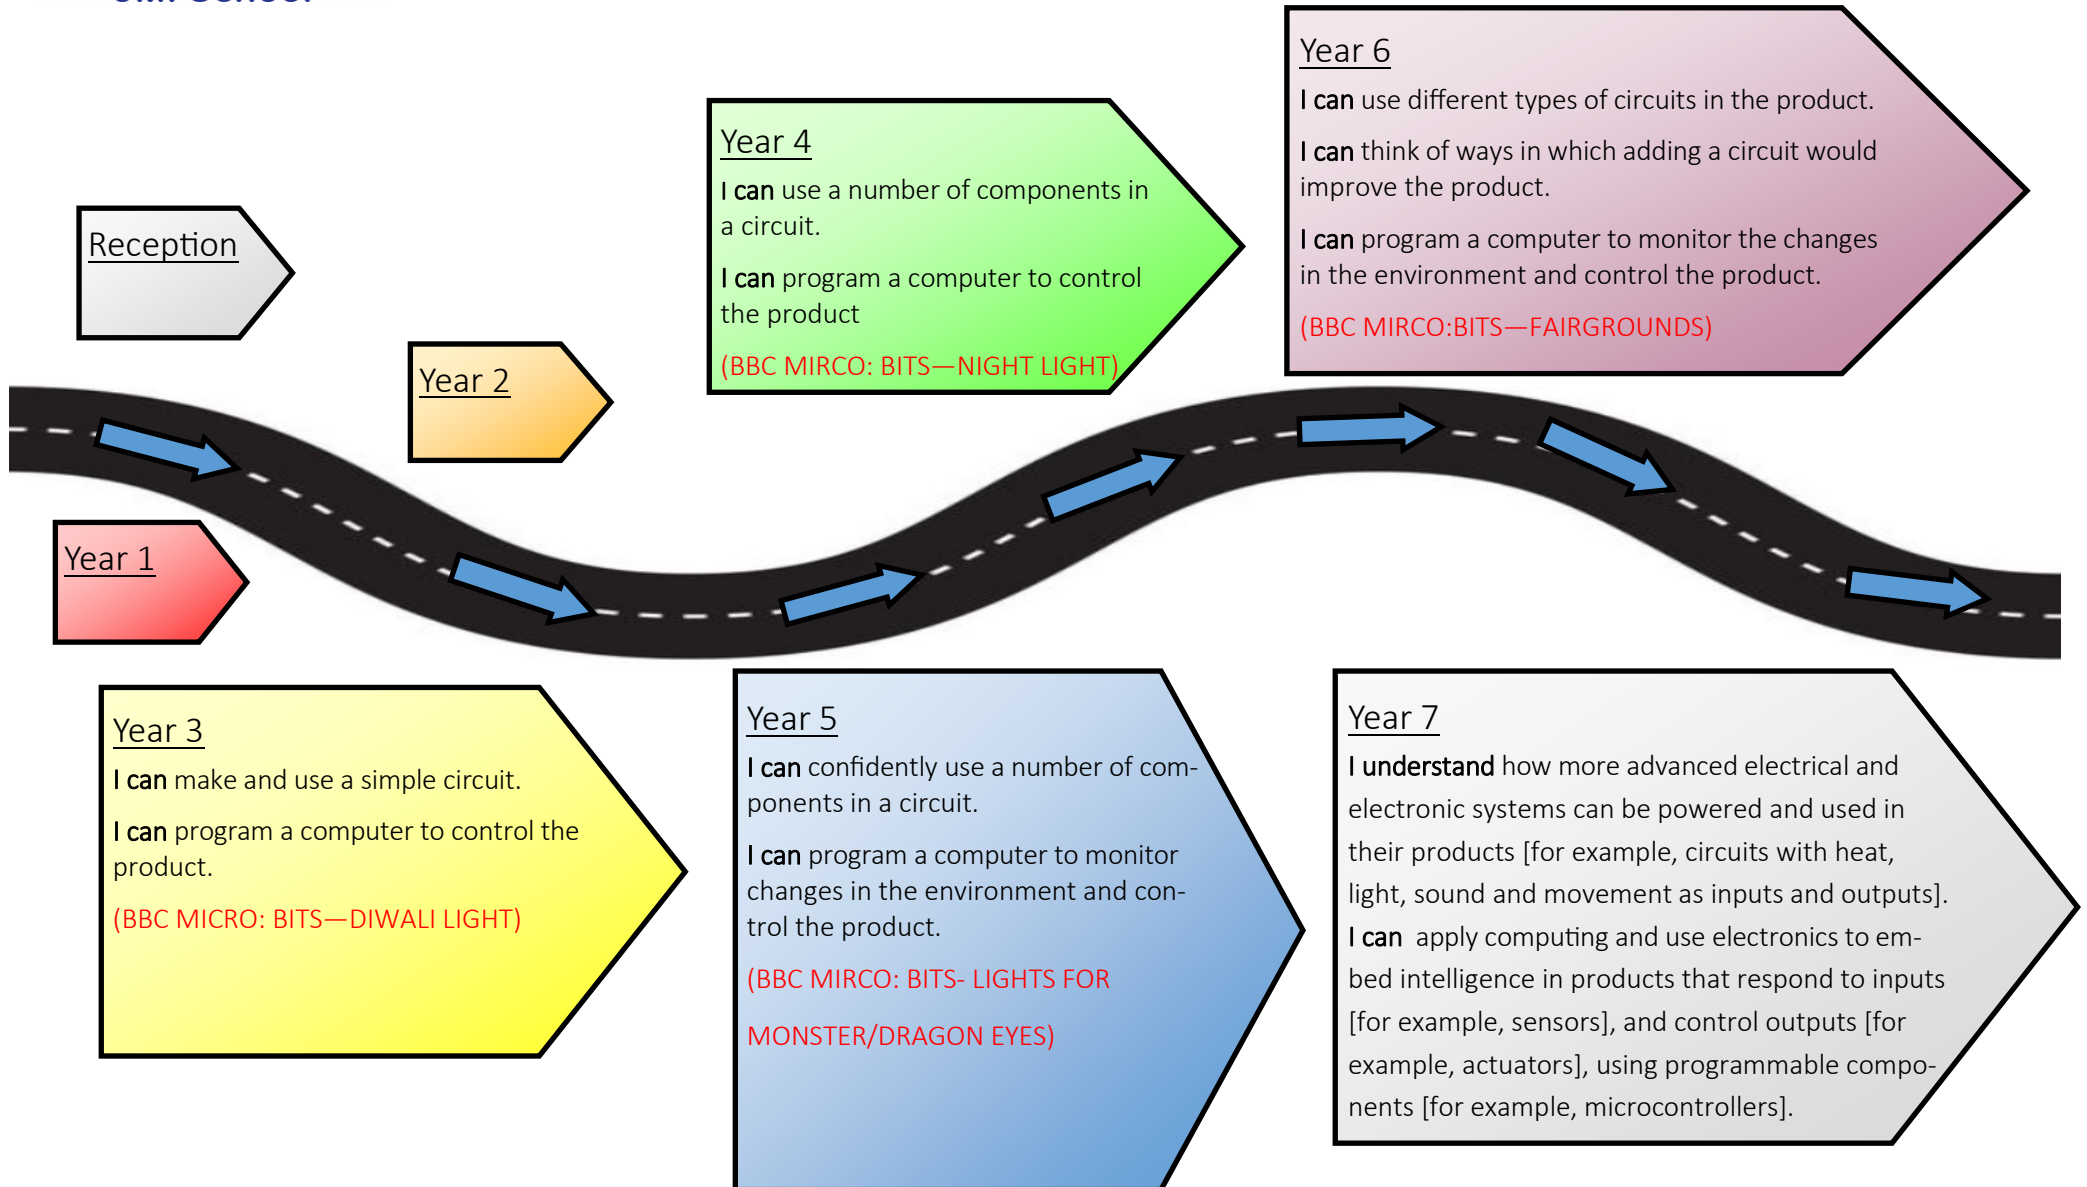 School
Reception
Year 1
Year 2
Year 3
I can make and use a simple circuit.
I can program a computer to control the
product.
(BBC MICRO: BITS—DIWALI LIGHT)
Year 4
I can use a number of components in
a circuit.
I can program a computer to control
the product
(BBC MIRCO: BITS—NIGHT LIGHT)
Year 5
I can confidently use a number of com-
ponents in a circuit.
I can program a computer to monitor
changes in the environment and con-
trol the product.
(BBC MIRCO: BITS- LIGHTS FOR
MONSTER/DRAGON EYES)
Year 6
I can use different types of circuits in the product.
I can think of ways in which adding a circuit would
improve the product.
I can program a computer to monitor the changes
in the environment and control the product.
(BBC MIRCO:BITS—FAIRGROUNDS)
Year 7
I understand how more advanced electrical and
electronic systems can be powered and used in
their products [for example, circuits with heat,
light, sound and movement as inputs and outputs].
I can apply computing and use electronics to em-
bed intelligence in products that respond to inputs
[for example, sensors], and control outputs [for
example, actuators], using programmable compo-
nents [for example, microcontrollers].